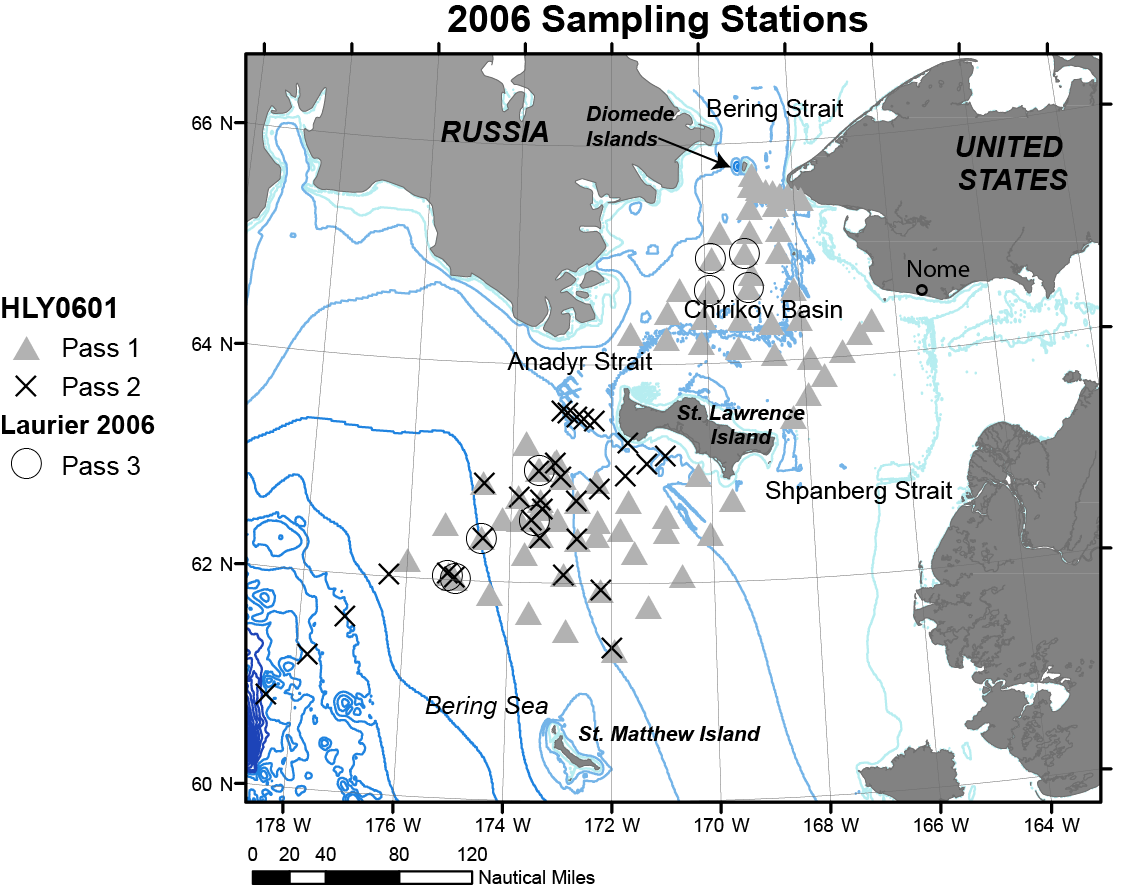 2006 Sampling Stations
Bering Strait
Diomede
Islands
RUSSIA
UNITED
STATES
66 N
Nome
HLY0601
Pass 1
Pass 2
Laurier 2006
Pass 3
Chirikov Basin
64 N
Anadyr Strait
St. Lawrence
Island
Shpanberg Strait
62 N
Bering Sea
St. Matthew Island
60 N
178 W
176 W
174 W
172 W
170 W
168 W
166 W
164 W
0 20 40 80 120
Nautical Miles